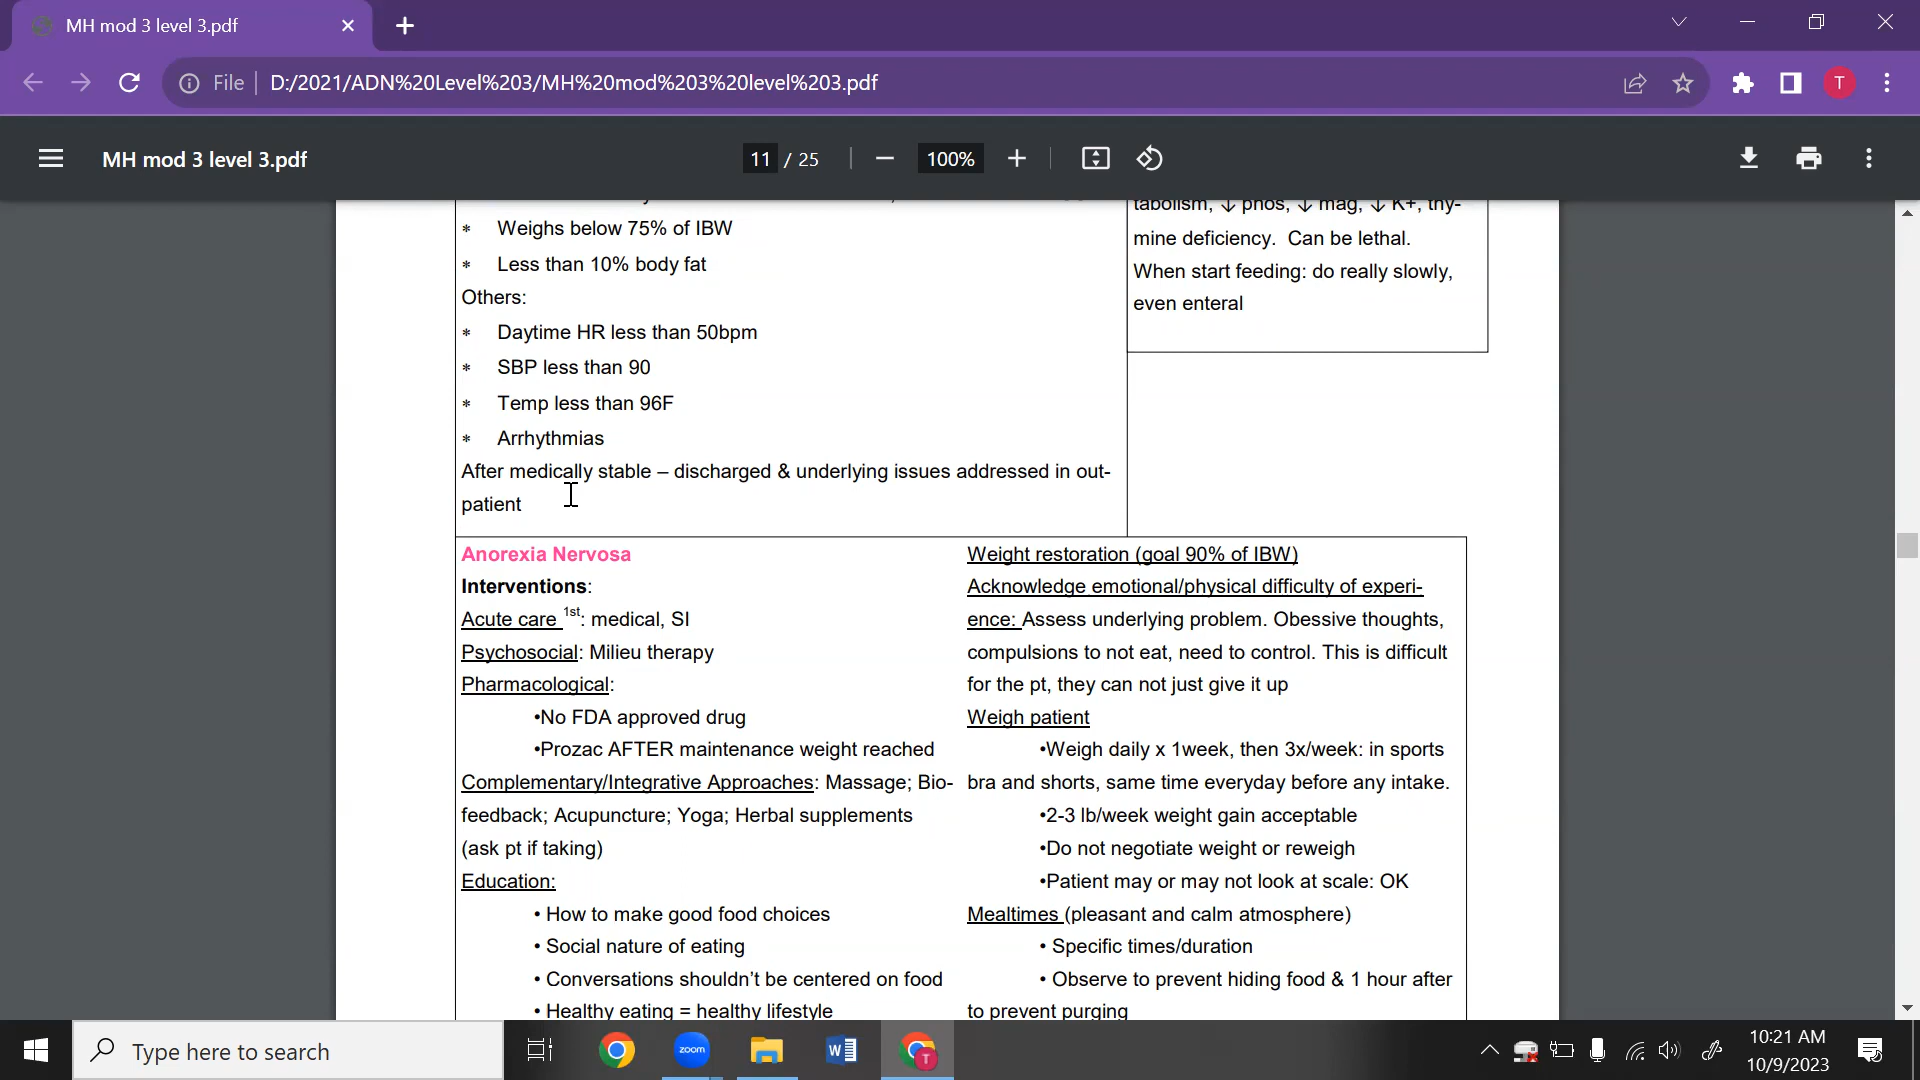 MH mod 3 level 3.pdf
File
D:/2021/ADN%20Level%203/MH%20mod%203%20level%203.pdf
T
MH mod 3 level 3.pdf
11 / 25
100%
* Weighs below 75% of IBW
* Less than 10% body fat
Others:
* Daytime HR less than 50bpm
* SBP less than 90
* Temp less than 96F
* Arrhythmias
After medically stable – discharged & underlying issues addressed in out-
patient
tabolism, ↓ phos, ↓ mag, ↓ K+, thy-
mine deficiency. Can be lethal.
When start feeding: do really slowly,
even enteral
Anorexia Nervosa
Interventions:
Acute care 1st: medical, SI
Psychosocial: Milieu therapy
Pharmacological:
•No FDA approved drug
•Prozac AFTER maintenance weight reached
Complementary/Integrative Approaches: Massage; Bio-
feedback; Acupuncture; Yoga; Herbal supplements
(ask pt if taking)
Education:
• How to make good food choices
• Social nature of eating
• Conversations shouldn't be centered on food
• Healthy eating = healthy lifestyle
Weight restoration (goal 90% of IBW)
Acknowledge emotional/physical difficulty of experi-
ence: Assess underlying problem. Obessive thoughts,
compulsions to not eat, need to control. This is difficult
for the pt, they can not just give it up
Weigh patient
•Weigh daily x 1week, then 3x/week: in sports
bra and shorts, same time everyday before any intake.
•2-3 lb/week weight gain acceptable
•Do not negotiate weight or reweigh
•Patient may or may not look at scale: OK
Mealtimes (pleasant and calm atmosphere)
• Specific times/duration
• Observe to prevent hiding food & 1 hour after
to prevent purging
Type here to search
zoom
W
T
10:21 AM
10/9/2023